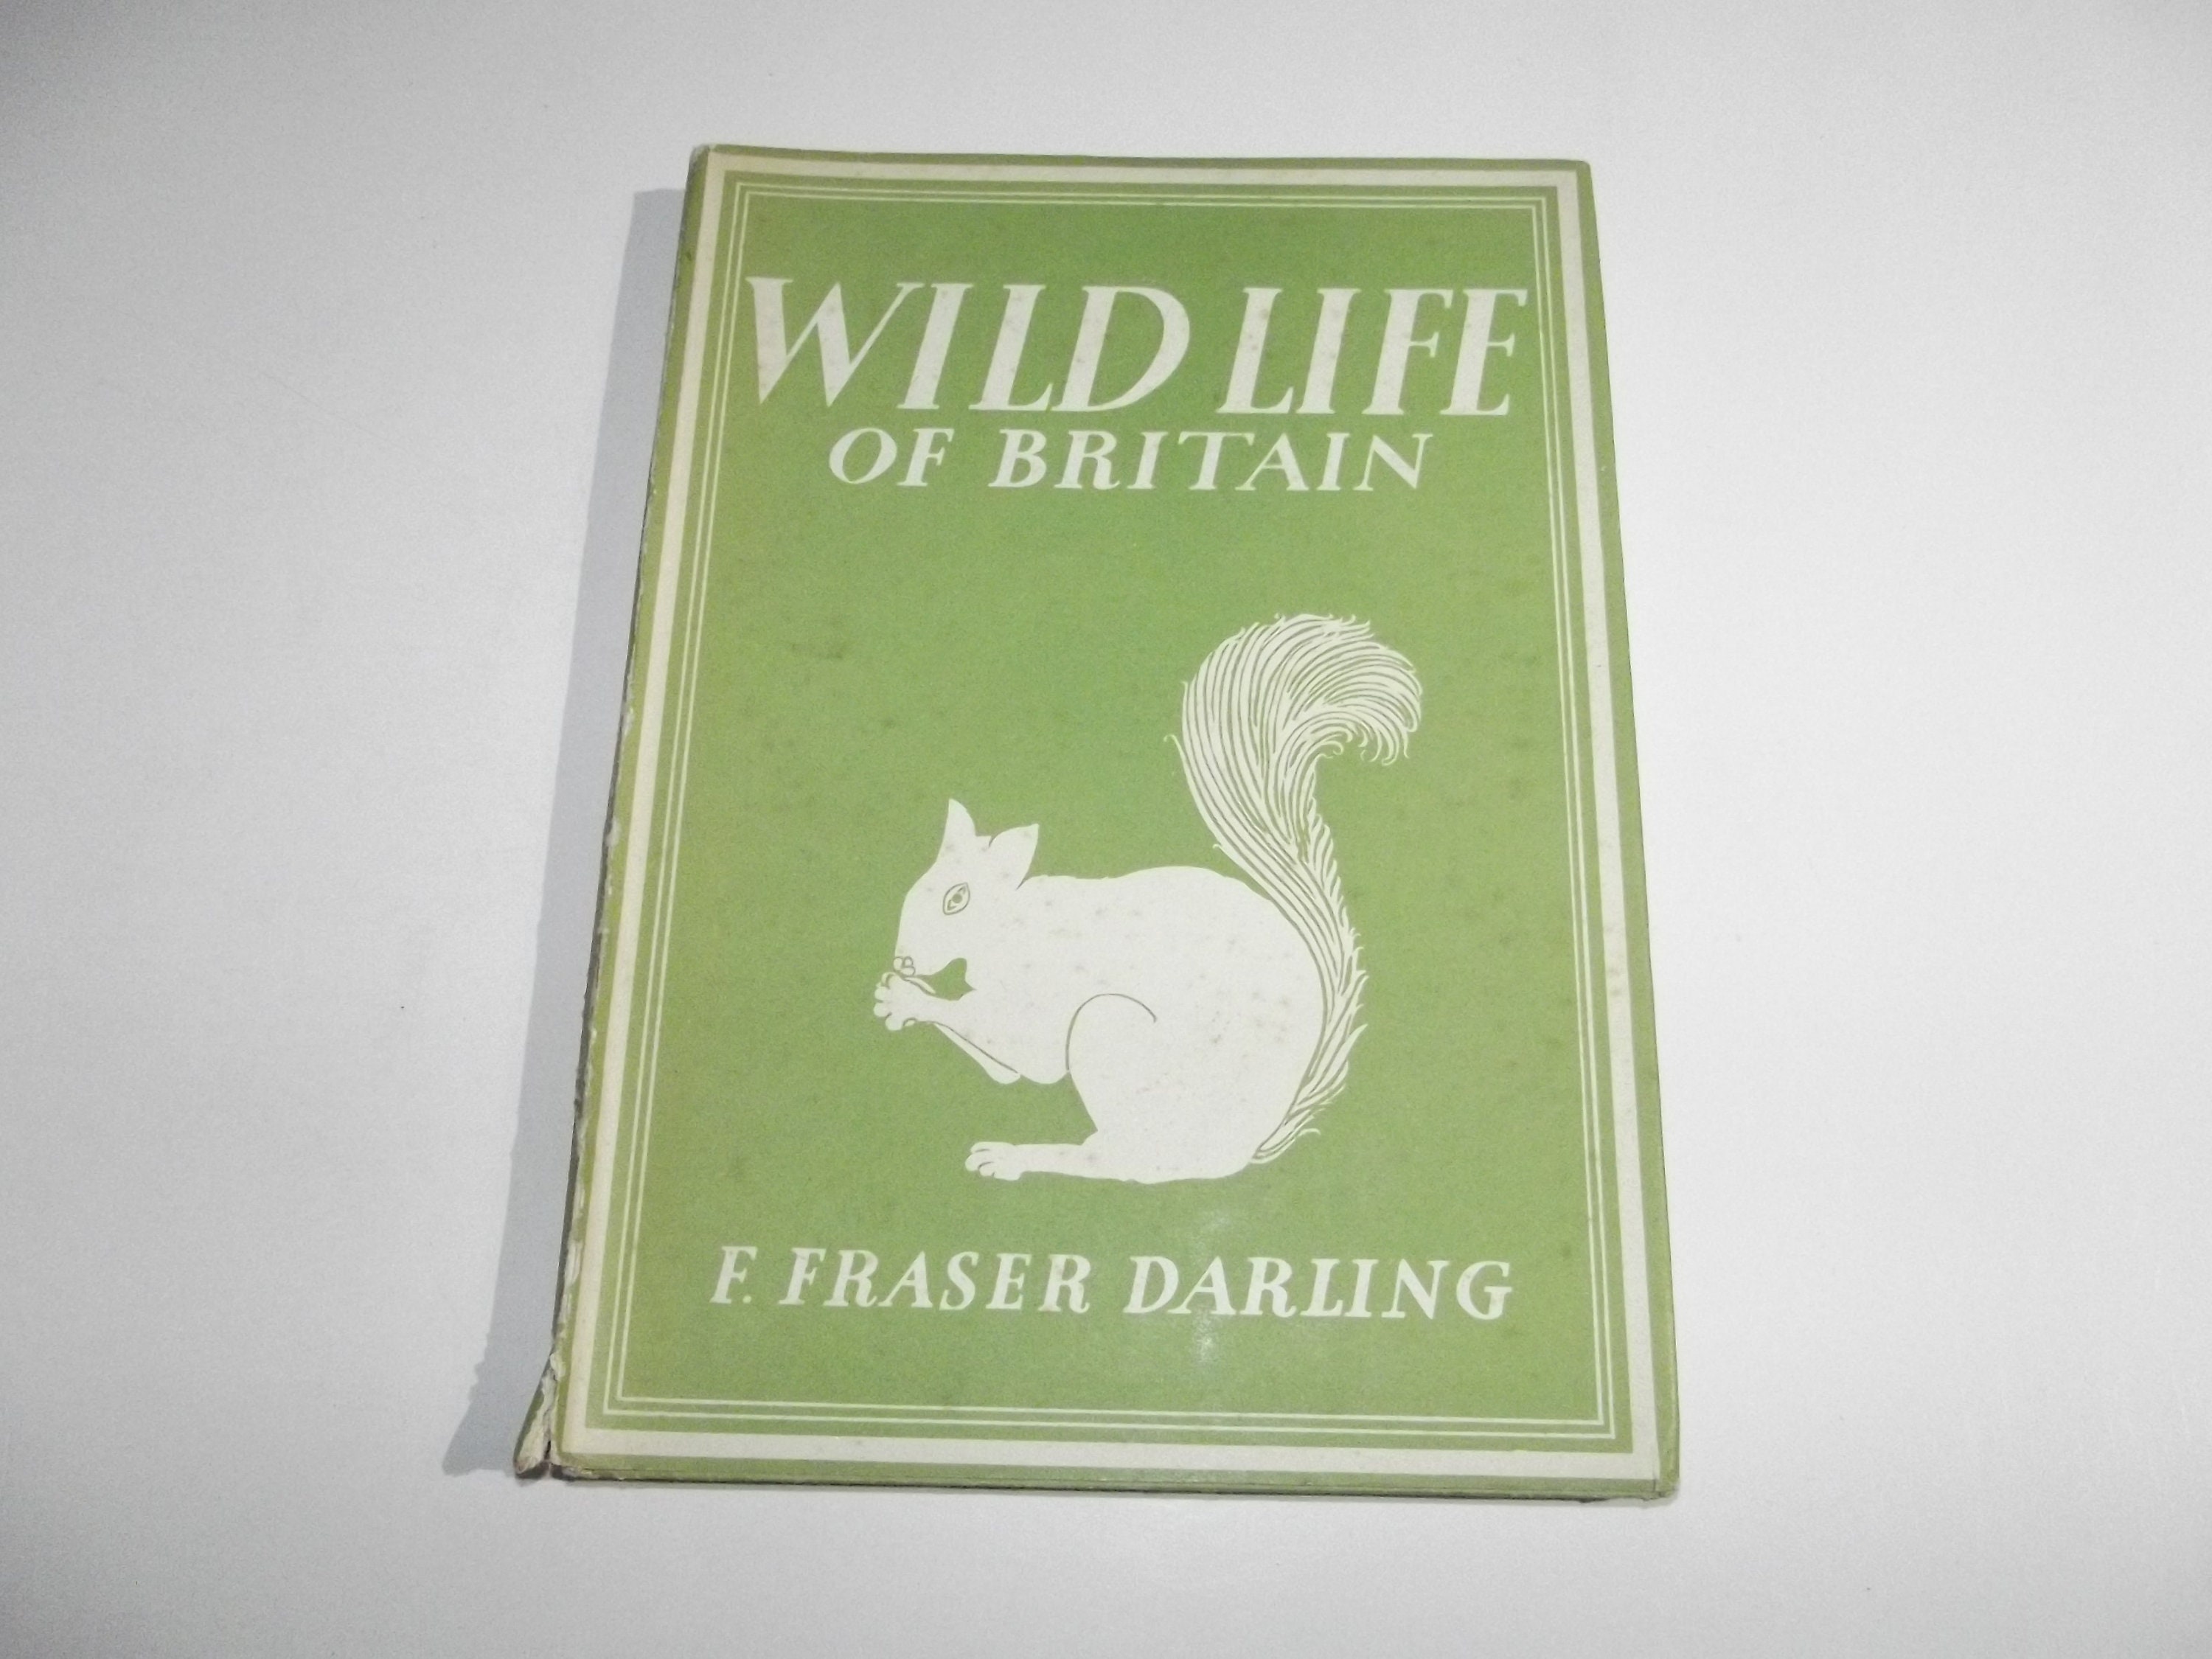 WILD LIFE
OF BRITAIN
F. FRASER DARLING